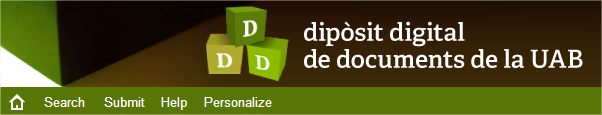 D
D D
dipòsit digital
de documents de la UAB
Search Submit Help Personalize